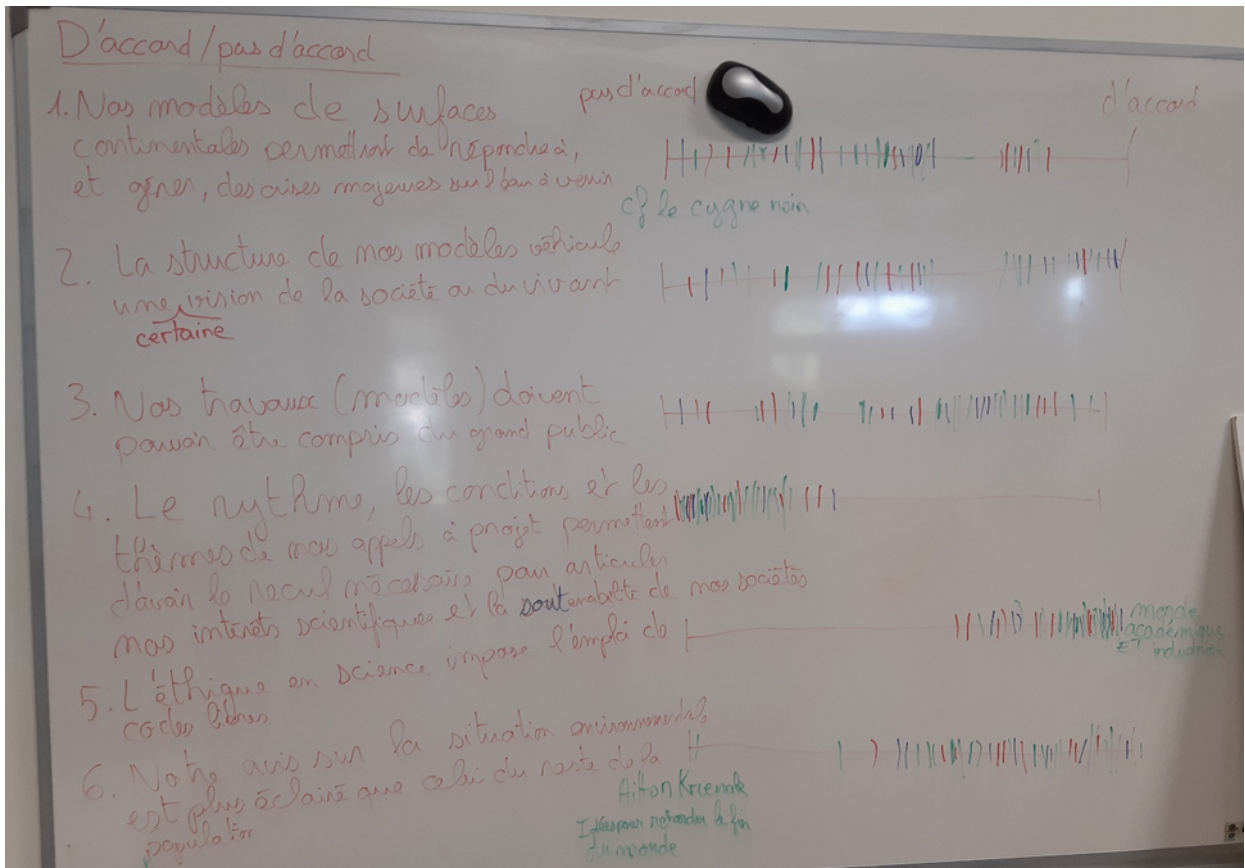 D'accord/pas d'accord
pas d'accord
d'accord
1. Nos modèles de surfaces
continentales permettront de répondre à,
et gérer, des crises majeures sur l'an à venir
cf le cygne noir
2. La structure de nos modèles véhicule
une vision de la société ou du vivant
certaine
3. Nos travaux (modèles) doivent
pouvoir être compris du grand public
4. Le rythme, les conditions et les
thèmes de nos appels à projet permettent
d'avoir le recul nécessaire pour articuler
nos intérêts scientifiques et la soutenabilité de nos sociétés
5. L'éthique en science impose l'emploi de
codes libres
monde
académique
ET industriel
6. Notre avis sur la situation environnementale
est plus éclairé que celui du reste de la
population
Ailton Krenak
Idées pour retarder la fin
du monde